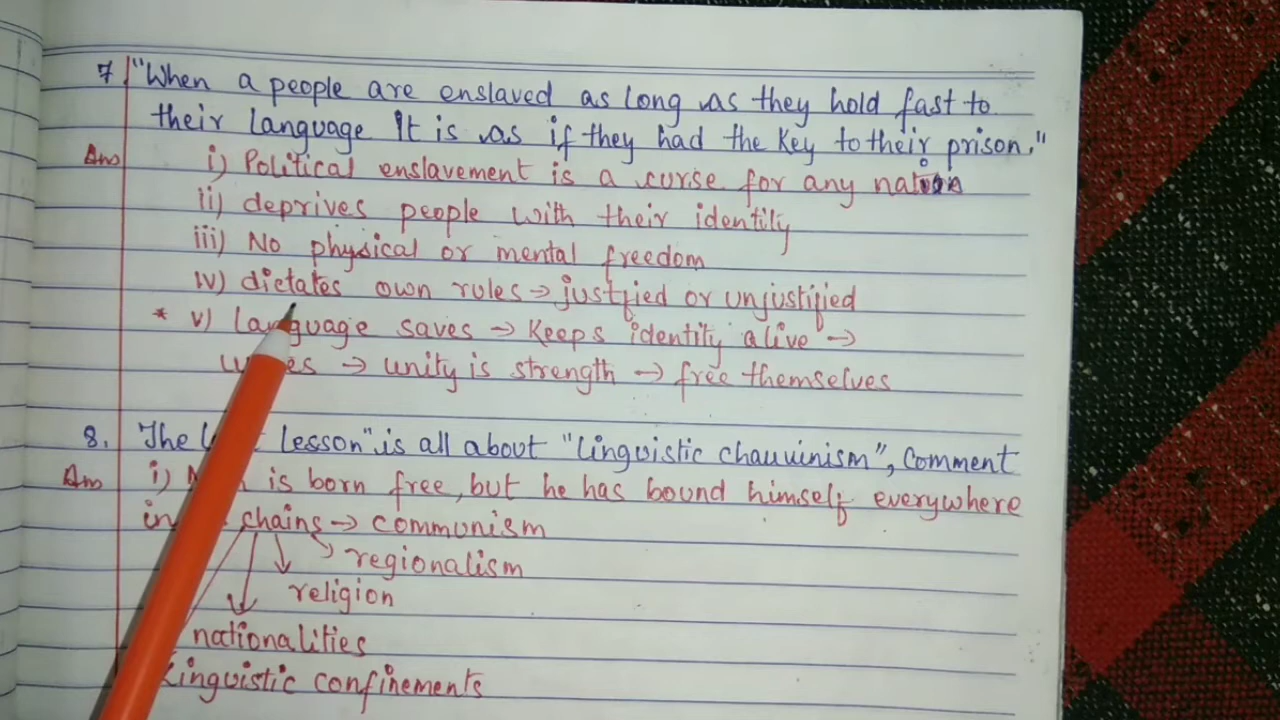 7 "When a people are enslaved as long as they hold fast to
their language It is as if they had the Key to their prison."
Ans i) Political enslavement is a curse for any nation
ii) deprives people with their identity
iii) No physical or mental freedom
iv) dictates own rules → justfied or unjustified
* v) Language saves → Keeps identity alive →
→ unity is strength → free themselves
8. The Lesson" is all about "Linguistic chauvinism", Comment
Ans i) is born free, but he has bound himself everywhere
in chains → communism
regionalism
religion
nationalities
Linguistic confinements